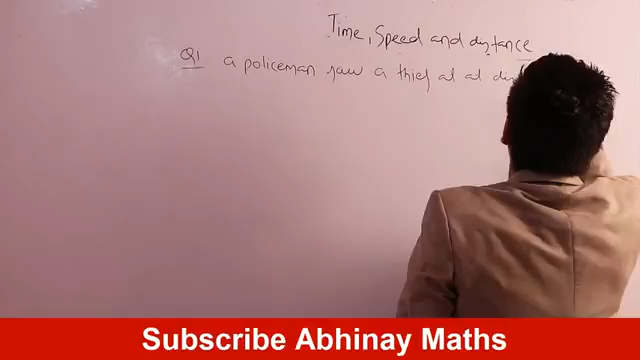 Time, Speed and distance
Q1 a policeman saw a thief at at
Subscribe Abhinay Maths